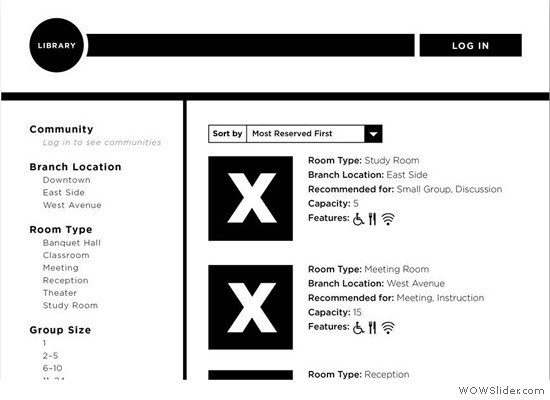 LIBRARY
LOG IN
Community
Log in to see communities
Branch Location
Downtown
East Side
West Avenue
Room Type
Banquet Hall
Classroom
Meeting
Reception
Theater
Study Room
Group Size
1
2–5
6–10
11–24
Sort by Most Reserved First
X
Room Type: Study Room
Branch Location: East Side
Recommended for: Small Group, Discussion
Capacity: 5
Features:
X
Room Type: Meeting Room
Branch Location: West Avenue
Recommended for: Meeting, Instruction
Capacity: 15
Features:
Room Type: Reception
WOWSlider.com